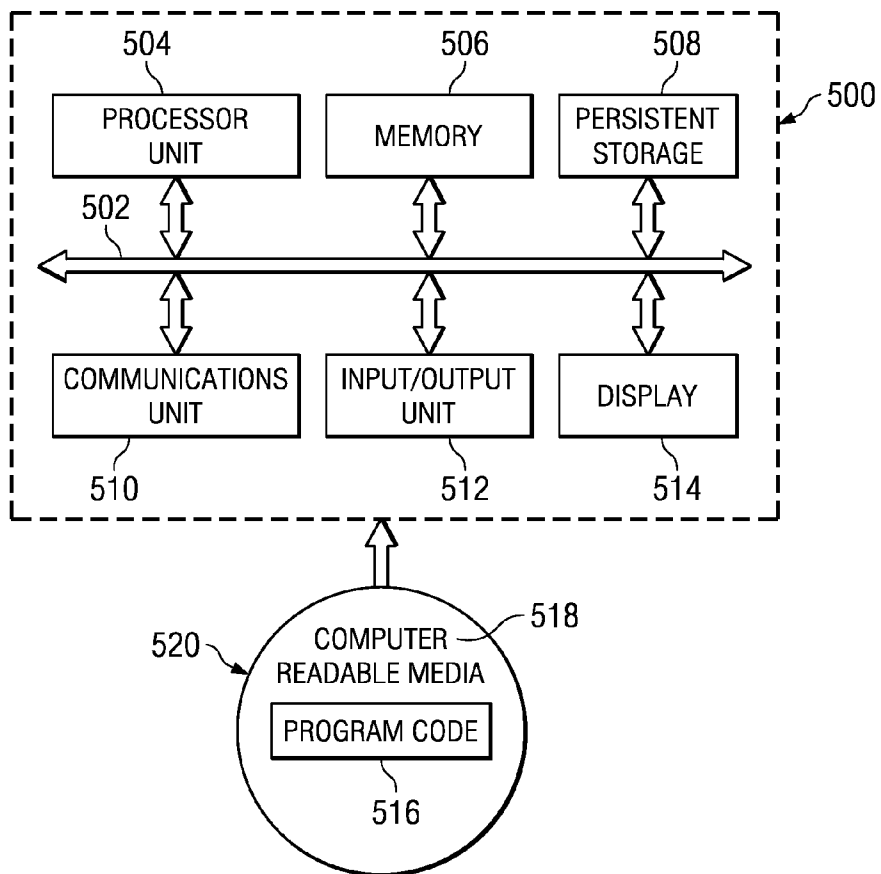 504
506
508
500
PROCESSOR
UNIT
MEMORY
PERSISTENT
STORAGE
502
COMMUNICATIONS
UNIT
INPUT/OUTPUT
UNIT
DISPLAY
510
512
514
518
520
COMPUTER
READABLE MEDIA
PROGRAM CODE
516